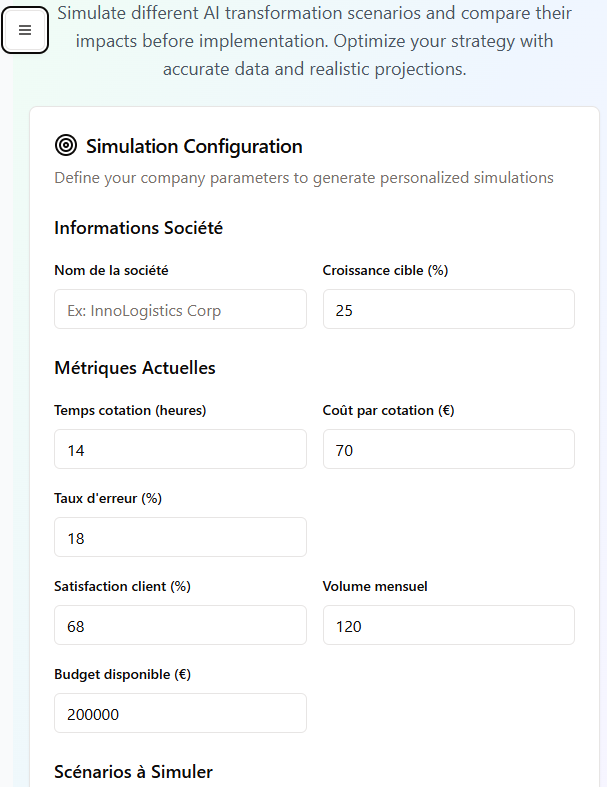 Simulate different AI transformation scenarios and compare their
impacts before implementation. Optimize your strategy with
accurate data and realistic projections.
Simulation Configuration
Define your company parameters to generate personalized simulations
Informations Société
Nom de la société
Croissance cible (%)
Ex: InnoLogistics Corp
25
Métriques Actuelles
Temps cotation (heures)
Coût par cotation (€)
14
70
Taux d'erreur (%)
18
Satisfaction client (%)
Volume mensuel
68
120
Budget disponible (€)
200000
Scénarios à Simuler